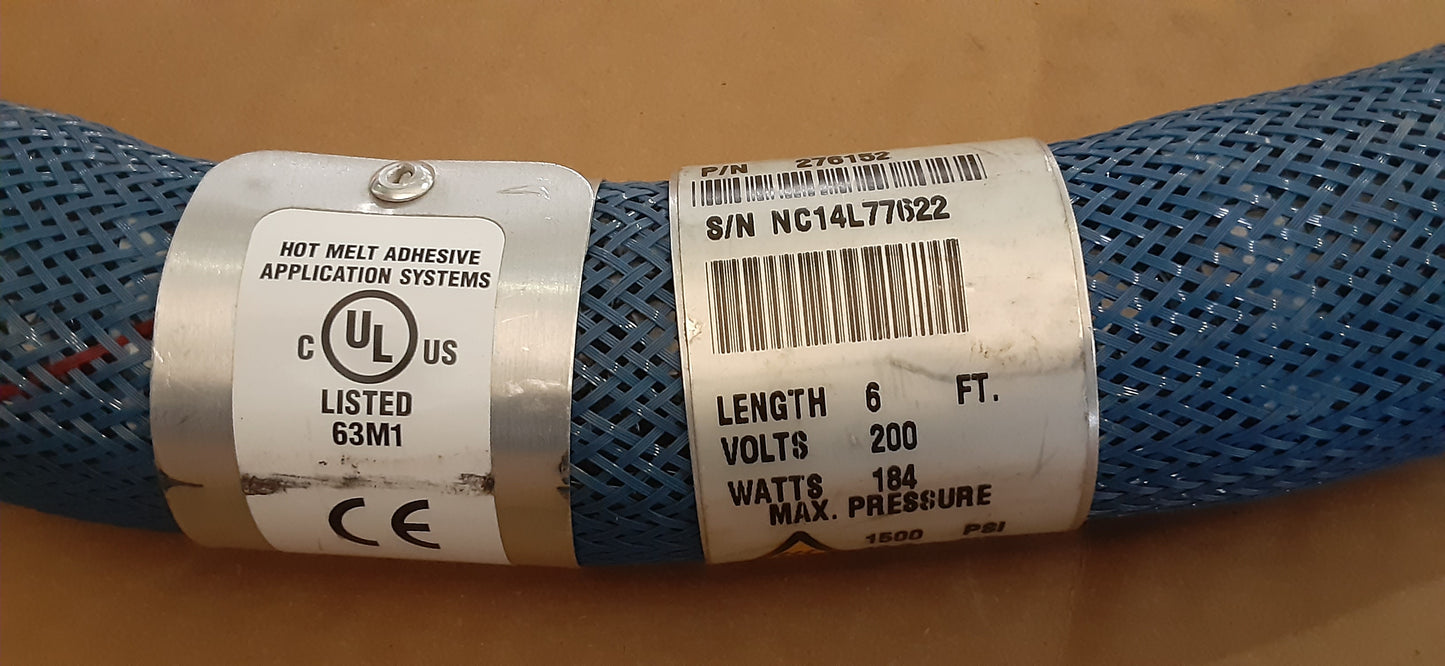 HOT MELT ADHESIVE
APPLICATION SYSTEMS
C UL US
LISTED
63M1
CE
P/N 276152
S/N NC14L77622
LENGTH 6 FT.
VOLTS 200
WATTS 184
MAX. PRESSURE
1500 PSI